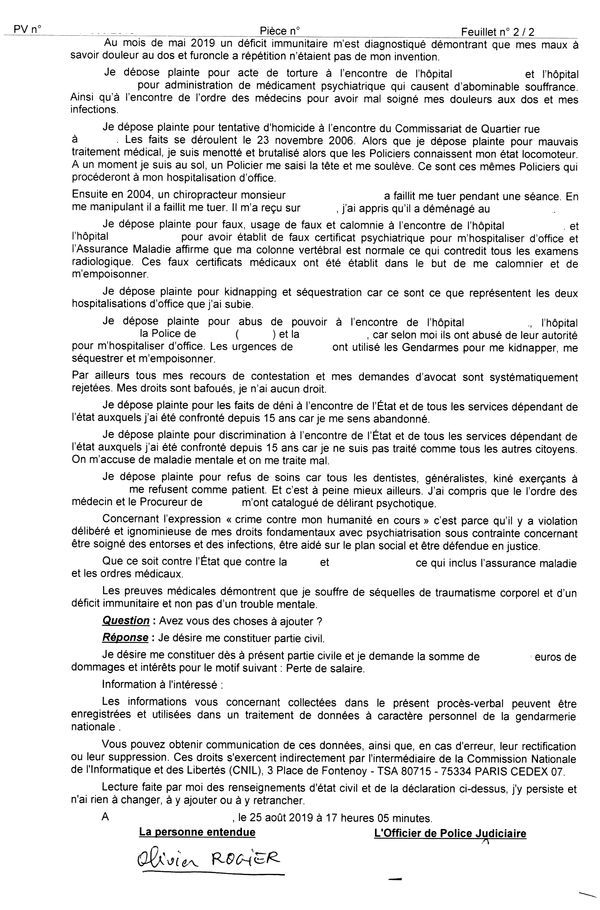 PV n° Pièce n° Feuillet n° 2 / 2
Au mois de mai 2019 un déficit immunitaire m'est diagnostiqué démontrant que mes maux à
savoir douleur au dos et furoncle a répétition n'étaient pas de mon invention.
Je dépose plainte pour acte de torture à l'encontre de l'hôpital et l'hôpital
pour administration de médicament psychiatrique qui causent d'abominable souffrance.
Ainsi qu'à l'encontre de l'ordre des médecins pour avoir mal soigné mes douleurs aux dos et mes
infections.
Je dépose plainte pour tentative d'homicide à l'encontre du Commissariat de Quartier rue
à . Les faits se déroulent le 23 novembre 2006. Alors que je dépose plainte pour mauvais
traitement médical, je suis menotté et brutalisé alors que les Policiers connaissent mon état locomoteur.
A un moment je suis au sol, un Policier me saisi la tête et me soulève. Ce sont ces mêmes Policiers qui
procéderont à mon hospitalisation d'office.
Ensuite en 2004, un chiropracteur monsieur a faillit me tuer pendant une séance. En
me manipulant il a faillit me tuer. Il m'a reçu sur , j'ai appris qu'il a déménagé au .
Je dépose plainte pour faux, usage de faux et calomnie à l'encontre de l'hôpital . et
l'hôpital pour avoir établit de faux certificat psychiatrique pour m'hospitaliser d'office et
l'Assurance Maladie affirme que ma colonne vertébral est normale ce qui contredit tous les examens
radiologique. Ces faux certificats médicaux ont été établit dans le but de me calomnier et de
m'empoisonner.
Je dépose plainte pour kidnapping et séquestration car ce sont ce que représentent les deux
hospitalisations d'office que j'ai subie.
Je dépose plainte pour abus de pouvoir à l'encontre de l'hôpital ., l'hôpital
la Police de ( ) et la , car selon moi ils ont abusé de leur autorité
pour m'hospitaliser d'office. Les urgences de ont utilisé les Gendarmes pour me kidnapper, me
séquestrer et m'empoisonner.
Par ailleurs tous mes recours de contestation et mes demandes d'avocat sont systématiquement
rejetées. Mes droits sont bafoués, je n'ai aucun droit.
Je dépose plainte pour les faits de déni à l'encontre de l'État et de tous les services dépendant de
l'état auxquels j'ai été confronté depuis 15 ans car je me sens abandonné.
Je dépose plainte pour discrimination à l'encontre de l'État et de tous les services dépendant de
l'état auxquels j'ai été confronté depuis 15 ans car je ne suis pas traité comme tous les autres citoyens.
On m'accuse de maladie mentale et on me traite mal.
Je dépose plainte pour refus de soin car tous les dentistes, généralistes, kiné exerçants à
me refusent comme patient. Et c'est à peine mieux ailleurs. J'ai compris que le l'ordre des
médecin et le Procureur de m'ont catalogué de délirant psychotique.
Concernant l'expression « crime contre mon humanité en cours » c'est parce qu'il y a violation
délibéré et ignominieuse de mes droits fondamentaux avec psychiatrisation sous contrainte concernant
être soigné des entorses et des infections, être aidé sur le plan social et être défendue en justice.
Que ce soit contre l'État que contre la et ce qui inclus l'assurance maladie
et les ordres médicaux.
Les preuves médicales démontrent que je souffre de séquelles de traumatisme corporel et d'un
déficit immunitaire et non pas d'un trouble mentale.
Question : Avez vous des choses à ajouter ?
Réponse : Je désire me constituer partie civil.
Je désire me constituer dès à présent partie civile et je demande la somme de euros de
dommages et intérêts pour le motif suivant : Perte de salaire.
Information à l'intéressé :
Les informations vous concernant collectées dans le présent procès-verbal peuvent être
enregistrées et utilisées dans un traitement de données à caractère personnel de la gendarmerie
nationale .
Vous pouvez obtenir communication de ces données, ainsi que, en cas d'erreur, leur rectification
ou leur suppression. Ces droits s'exercent indirectement par l'intermédiaire de la Commission Nationale
de l'Informatique et des Libertés (CNIL), 3 Place de Fontenoy - TSA 80715 - 75334 PARIS CEDEX 07.
Lecture faite par moi des renseignements d'état civil et de la déclaration ci-dessus, j'y persiste et
n'ai rien à changer, à y ajouter ou à y retrancher.
A , le 25 août 2019 à 17 heures 05 minutes.
La personne entendue L'Officier de Police Judiciaire
Olivier ROGIER